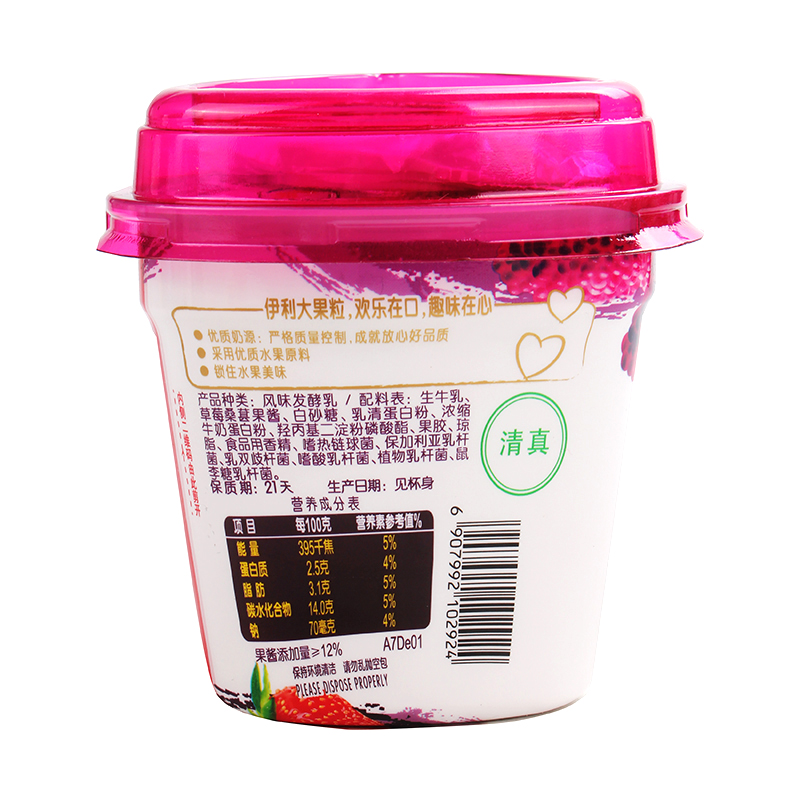 伊利大果粒,欢乐在口,趣味在心
● 优质奶源：严格质量控制,成就放心好品质
● 采用优质水果原料
● 锁住水果美味
产品种类：风味发酵乳 / 配料表：生牛乳、
草莓桑葚果酱、白砂糖、乳清蛋白粉、浓缩
牛奶蛋白粉、羟丙基二淀粉磷酸酯、果胶、琼
脂、食品用香精、嗜热链球菌、保加利亚乳杆
菌、乳双歧杆菌、嗜酸乳杆菌、植物乳杆菌、鼠
李糖乳杆菌。
保质期：21天 生产日期：见杯身
清真
内侧二维码由此剪开
营养成分表
项目 每100克 营养素参考值%
能量 395千焦 5%
蛋白质 2.5克 4%
脂肪 3.1克 5%
碳水化合物 14.0克 5%
钠 70毫克 4%
果酱添加量≥12% A7De01
保持环境清洁 请勿乱抛空包
PLEASE DISPOSE PROPERLY
6 907992 102924